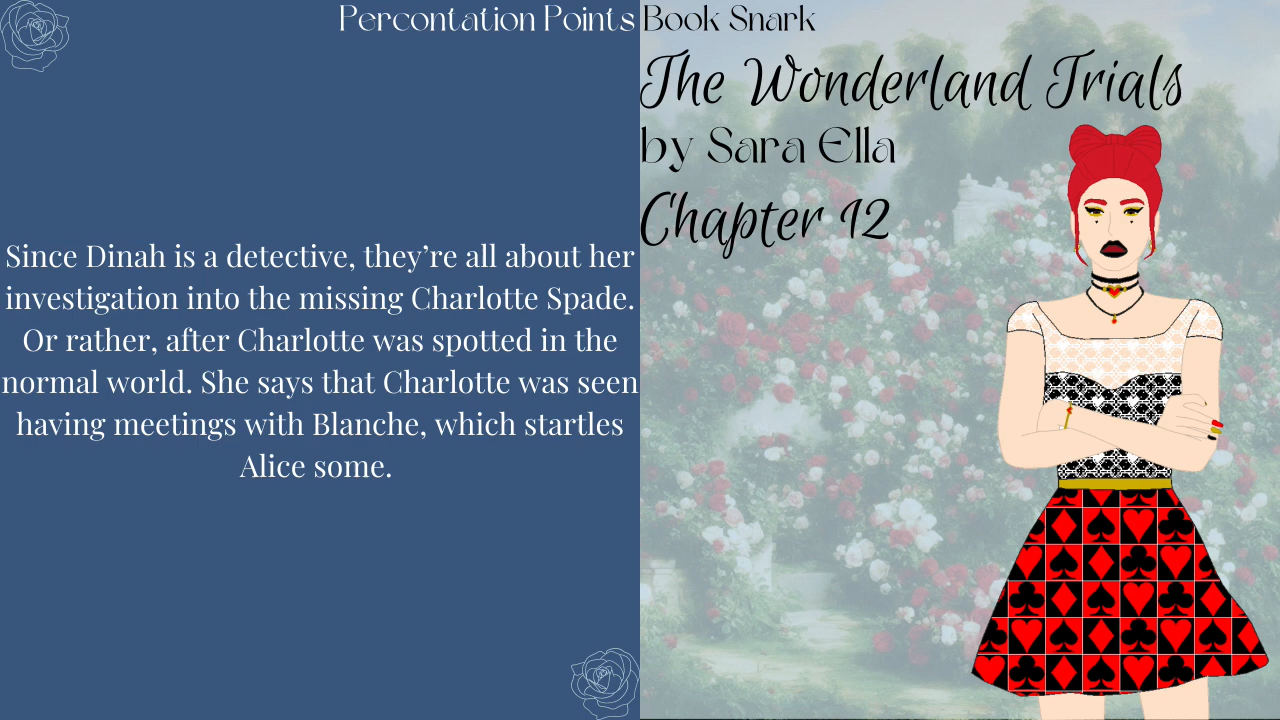 Percontation Points Book Snark
The Wonderland Trials
by Sara Ella
Chapter 12
Since Dinah is a detective, they’re all about her
investigation into the missing Charlotte Spade.
Or rather, after Charlotte was spotted in the
normal world. She says that Charlotte was seen
having meetings with Blanche, which startles
Alice some.